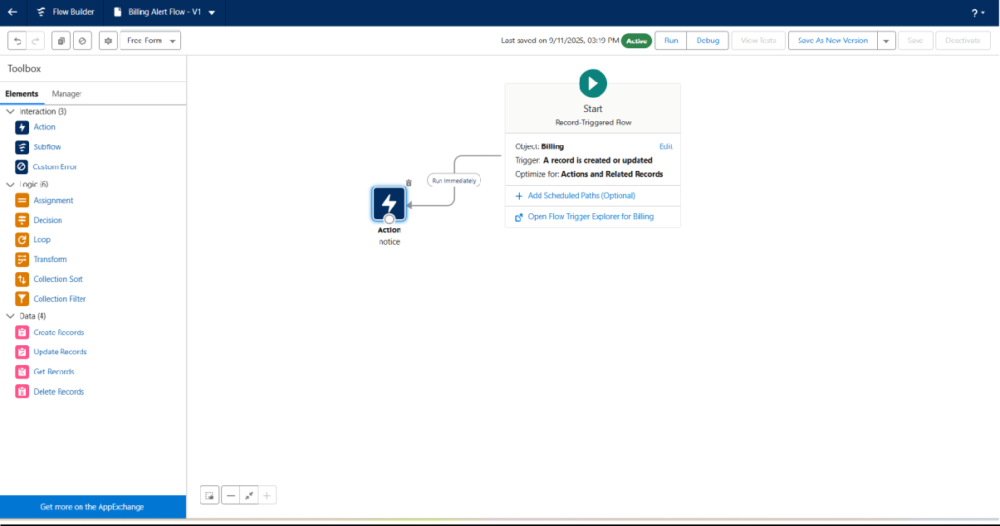 Flow Builder
Billing Alert Flow - V1
?
Free Form
Last saved on 9/11/2025, 03:19 PM
Active
Run
Debug
View Tests
Save As New Version
Save
Deactivate
Toolbox
Elements
Manager
Interaction (3)
Action
Subflow
Custom Error
Logic (6)
Assignment
Decision
Loop
Transform
Collection Sort
Collection Filter
Data (4)
Create Records
Update Records
Get Records
Delete Records
Get more on the AppExchange
Start
Record-Triggered Flow
Object: Billing
Edit
Trigger: A record is created or updated
Optimize for: Actions and Related Records
+ Add Scheduled Paths (Optional)
Open Flow Trigger Explorer for Billing
Run Immediately
Action
notice